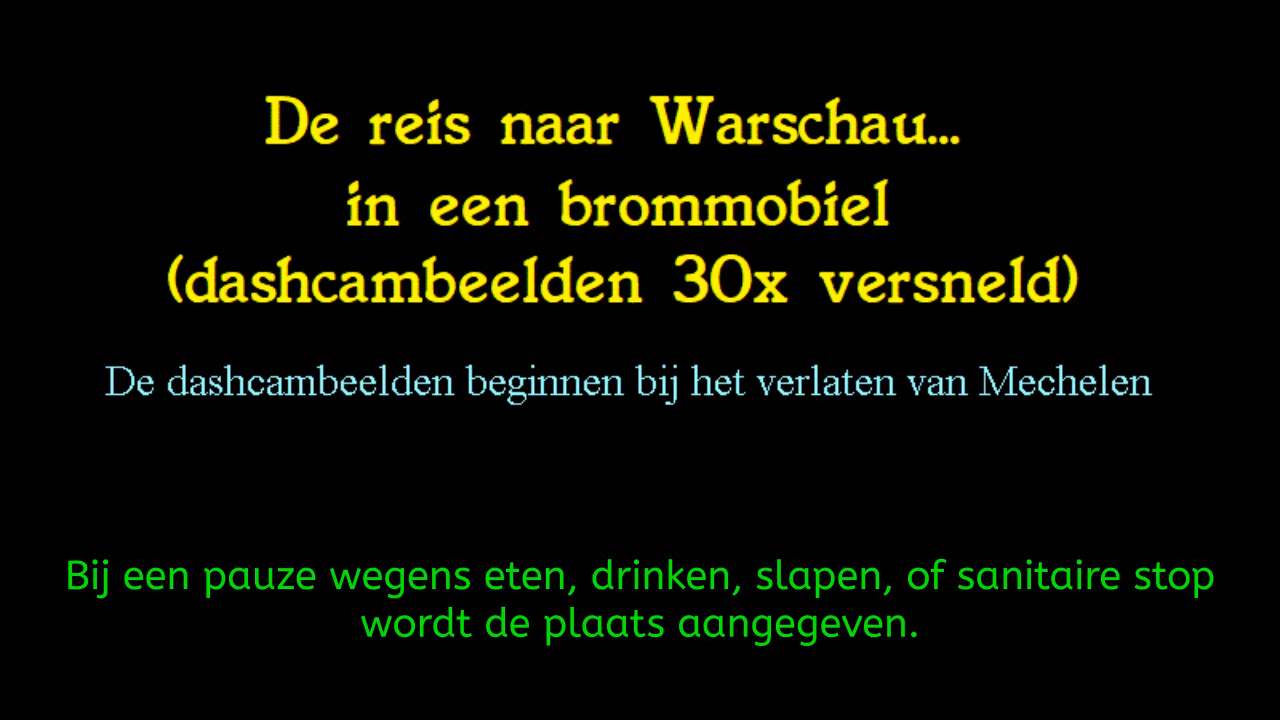 De reis naar Warschau...
in een brommobiel
(dashcambeelden 30x versneld)
De dashcambeelden beginnen bij het verlaten van Mechelen
Bij een pauze wegens eten, drinken, slapen, of sanitaire stop
wordt de plaats aangegeven.